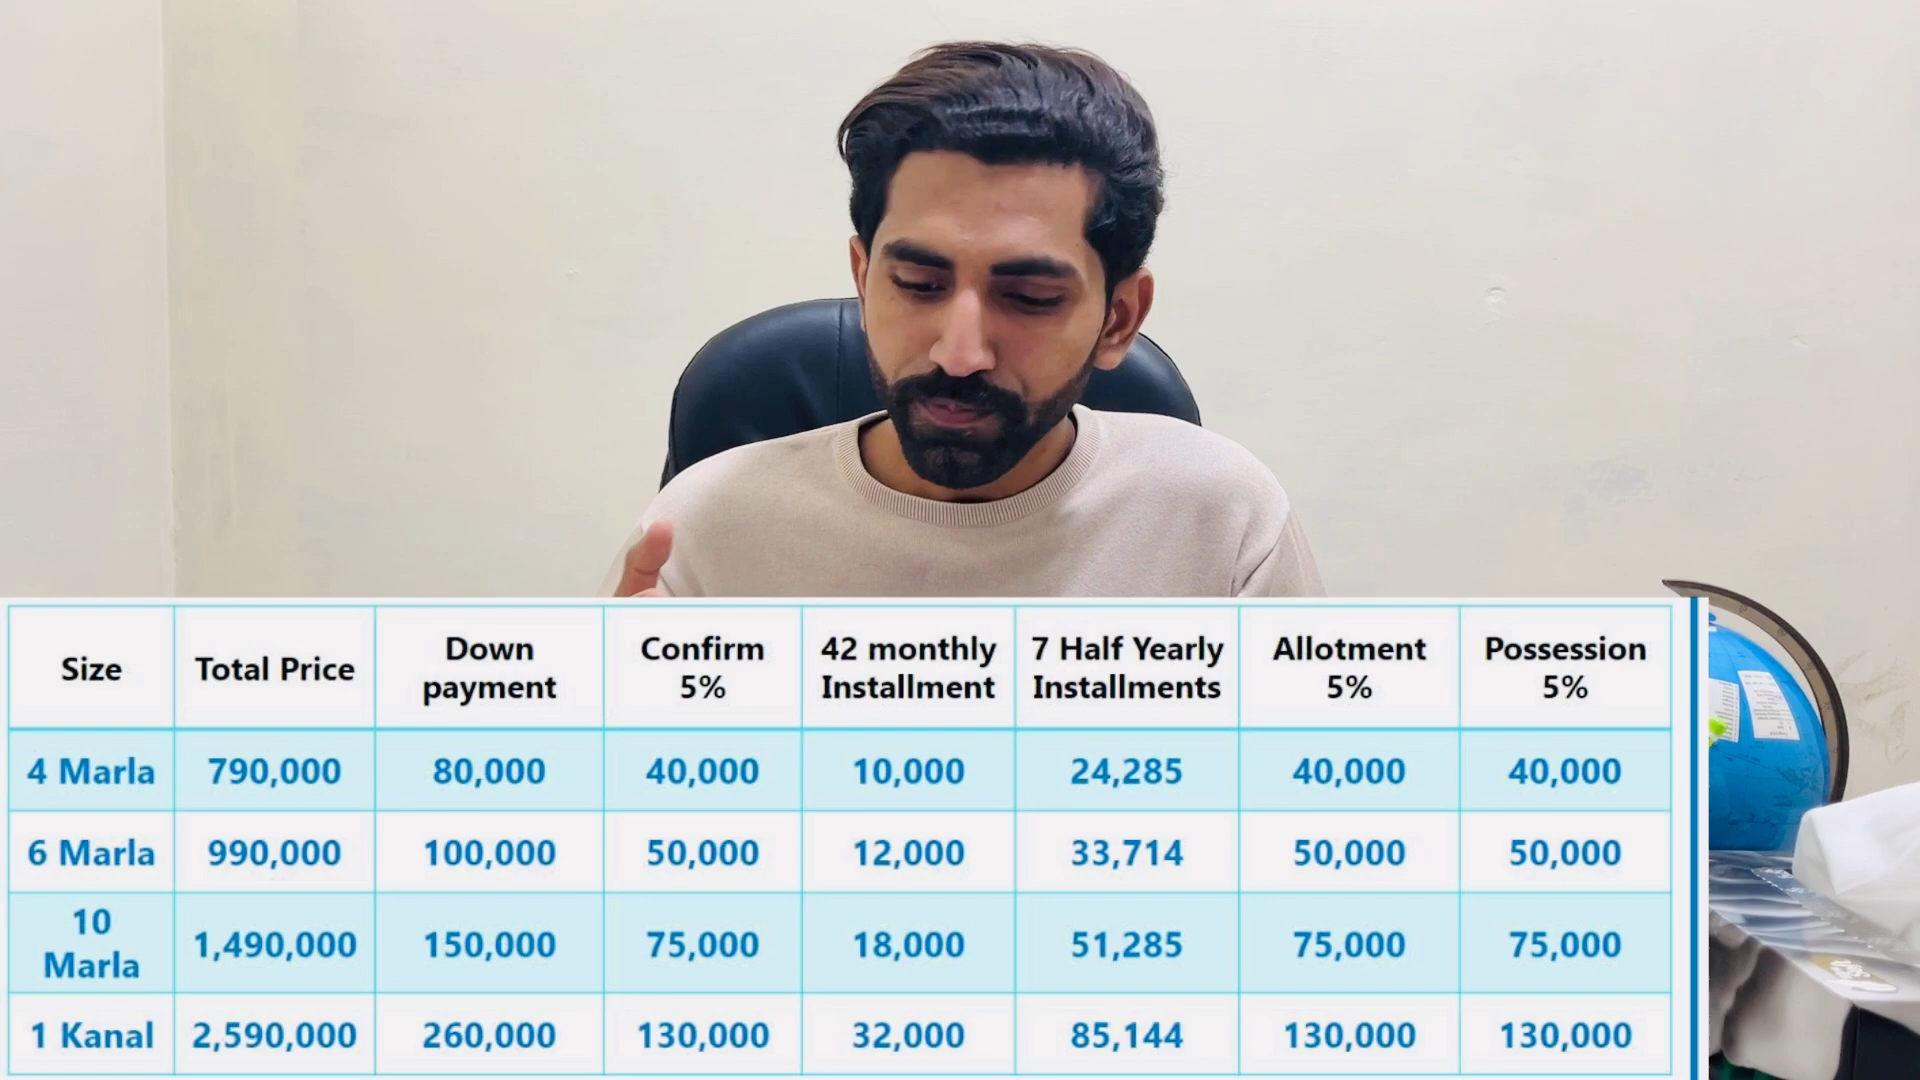 Size Total Price Down payment Confirm 5% 42 monthly Installment 7 Half Yearly Installments Allotment 5% Possession 5%
4 Marla 790,000 80,000 40,000 10,000 24,285 40,000 40,000
6 Marla 990,000 100,000 50,000 12,000 33,714 50,000 50,000
10 Marla 1,490,000 150,000 75,000 18,000 51,285 75,000 75,000
1 Kanal 2,590,000 260,000 130,000 32,000 85,144 130,000 130,000